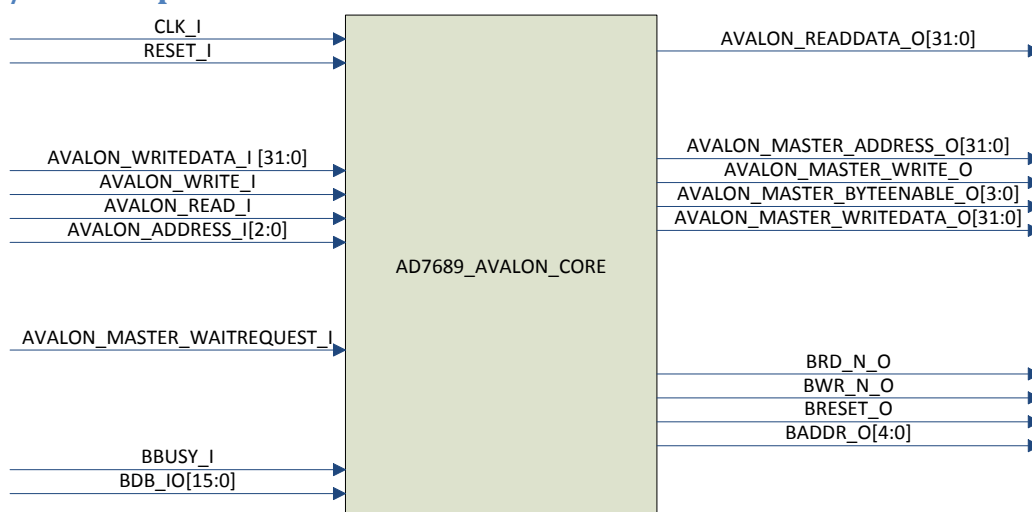 CLK_I
RESET_I
AVALON_WRITEDATA_I [31:0]
AVALON_WRITE_I
AVALON_READ_I
AVALON_ADDRESS_I[2:0]
AVALON_MASTER_WAITREQUEST_I
BBUSY_I
BDB_IO[15:0]
AD7689_AVALON_CORE
AVALON_READDATA_O[31:0]
AVALON_MASTER_ADDRESS_O[31:0]
AVALON_MASTER_WRITE_O
AVALON_MASTER_BYTEENABLE_O[3:0]
AVALON_MASTER_WRITEDATA_O[31:0]
BRD_N_O
BWR_N_O
BRESET_O
BADDR_O[4:0]